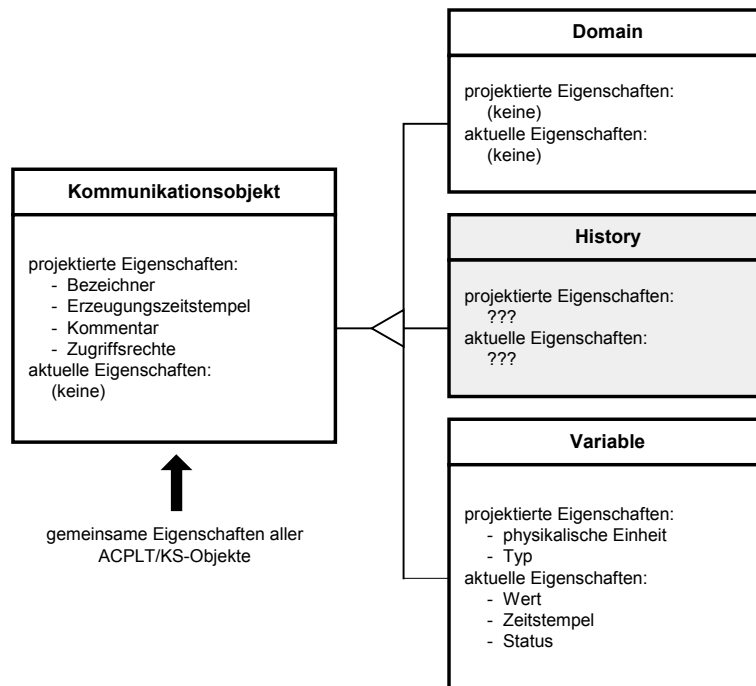 Kommunikationsobjekt
projektierte Eigenschaften:
- Bezeichner
- Erzeugungszeitstempel
- Kommentar
- Zugriffsrechte
aktuelle Eigenschaften:
(keine)
gemeinsame Eigenschaften aller
ACPLT/KS-Objekte
Domain
projektierte Eigenschaften:
(keine)
aktuelle Eigenschaften:
(keine)
History
projektierte Eigenschaften:
???
aktuelle Eigenschaften:
???
Variable
projektierte Eigenschaften:
- physikalische Einheit
- Typ
aktuelle Eigenschaften:
- Wert
- Zeitstempel
- Status